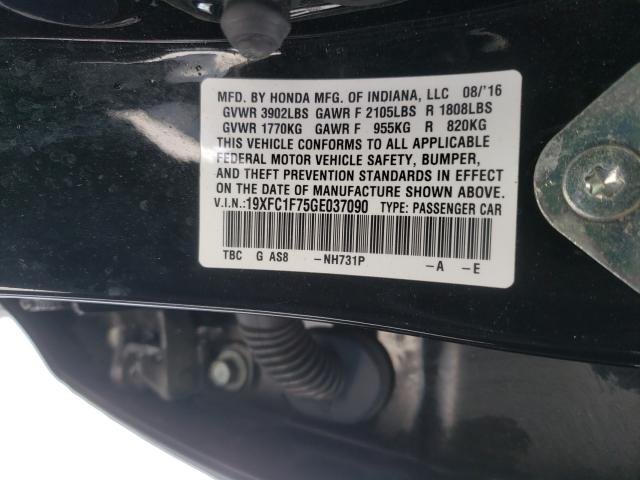 MFD. BY HONDA MFG. OF INDIANA, LLC 08/'16
GVWR 3902LBS GAWR F 2105LBS R 1808LBS
GVWR 1770KG GAWR F 955KG R 820KG
THIS VEHICLE CONFORMS TO ALL APPLICABLE
FEDERAL MOTOR VEHICLE SAFETY, BUMPER,
AND THEFT PREVENTION STANDARDS IN EFFECT
ON THE DATE OF MANUFACTURE SHOWN ABOVE.
V.I.N.:19XFC1F75GE037090 TYPE: PASSENGER CAR
TBC G AS8 -NH731P -A -E